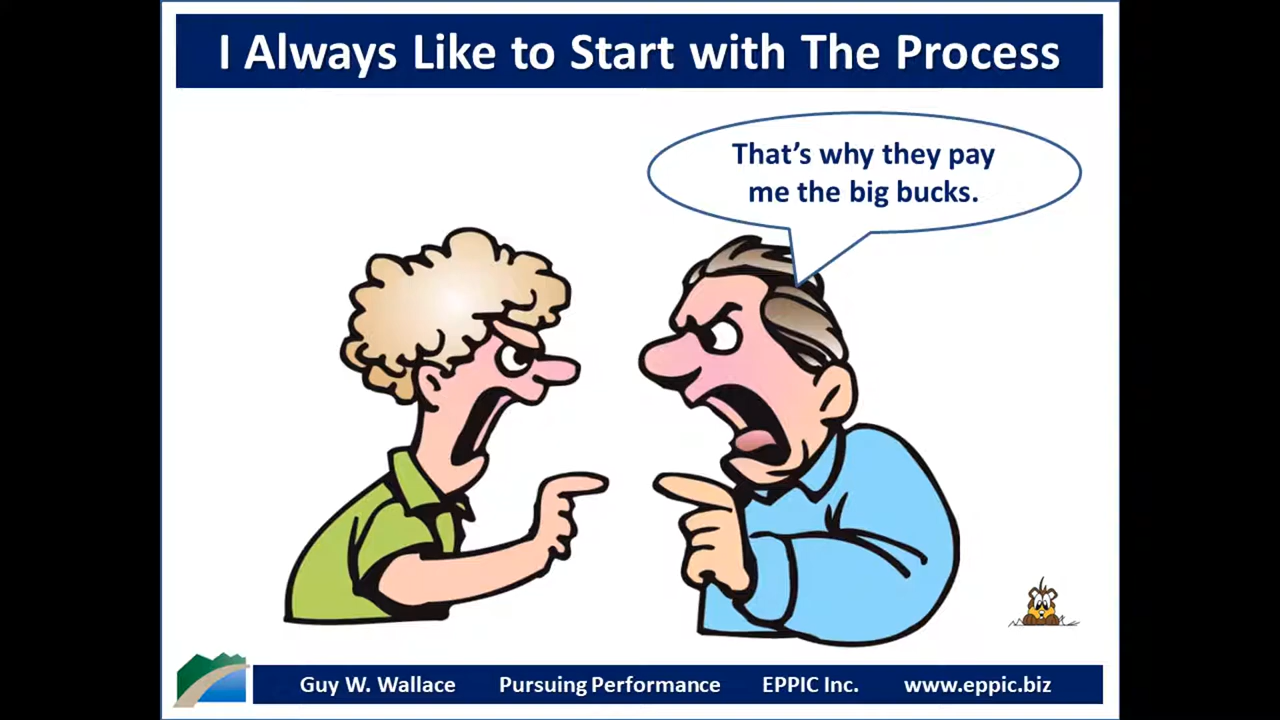 I Always Like to Start with The Process
That's why they pay
me the big bucks.
Guy W. Wallace Pursuing Performance EPPIC Inc. www.eppic.biz